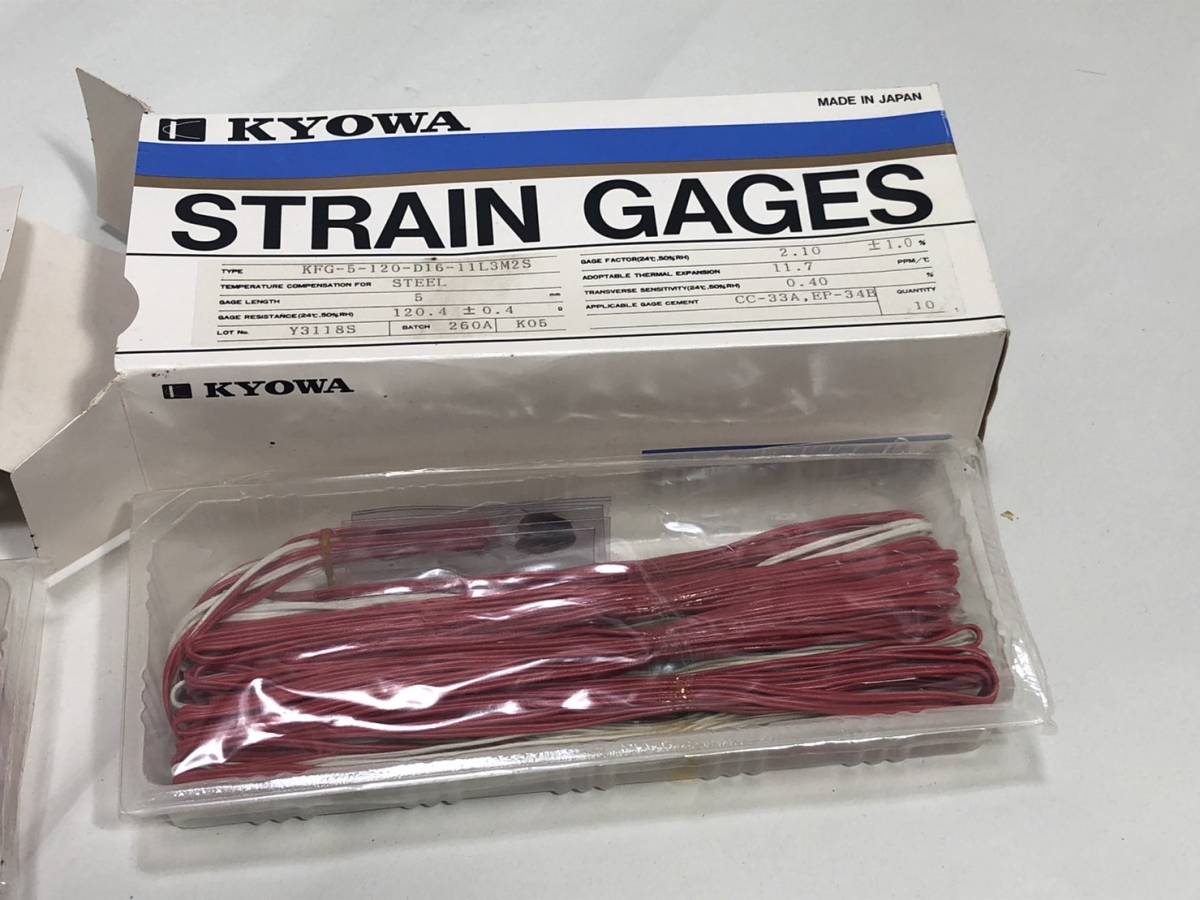 KYOWA
MADE IN JAPAN
STRAIN GAGES
TYPE KFG-5-120-D16-11L3M2S
TEMPERATURE COMPENSATION FOR STEEL
GAGE LENGTH 5 mm
GAGE RESISTANCE (24℃, 50%RH) 120.4 ±0.4 Ω
LOT No. Y3118S BATCH 260A K05
GAGE FACTOR (24℃, 50%RH) 2.10 ±1.0 %
ADOPTABLE THERMAL EXPANSION 11.7 PPM/℃
TRANSVERSE SENSITIVITY (24℃, 50%RH) 0.40 %
APPLICABLE GAGE CEMENT CC-33A,EP-34B
QUANTITY
10
KYOWA